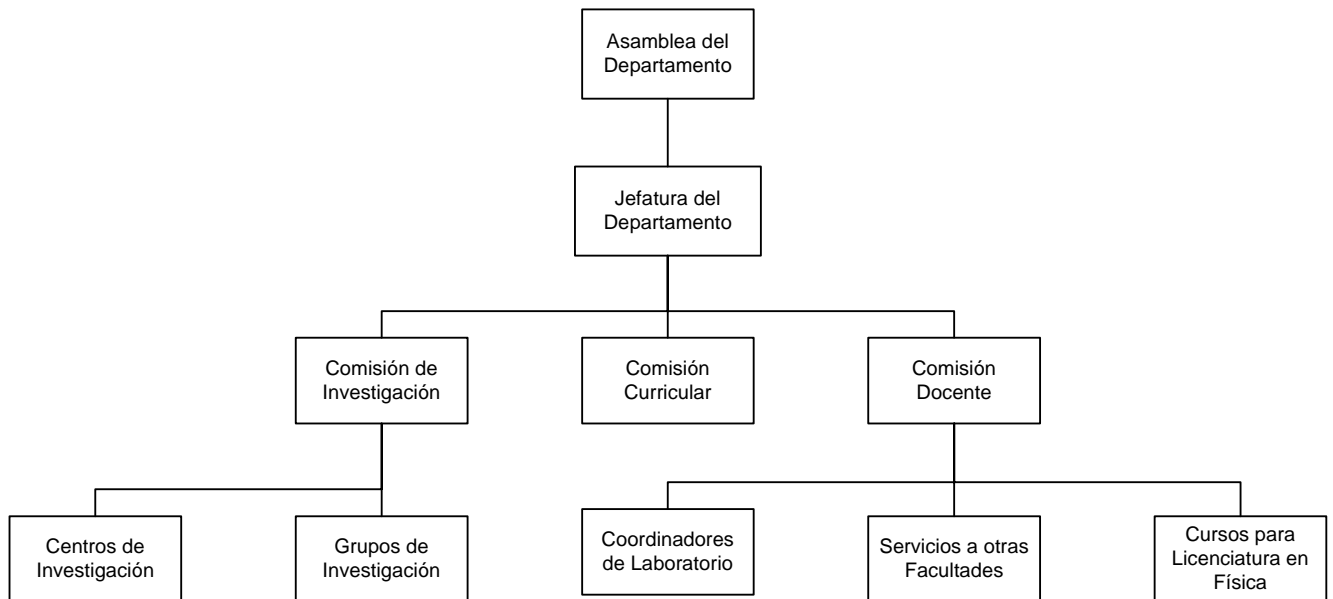 Asamblea del
Departamento
Jefatura del
Departamento
Comisión de
Investigación
Comisión
Curricular
Comisión
Docente
Centros de
Investigación
Grupos de
Investigación
Coordinadores
de Laboratorio
Servicios a otras
Facultades
Cursos para
Licenciatura en
Física